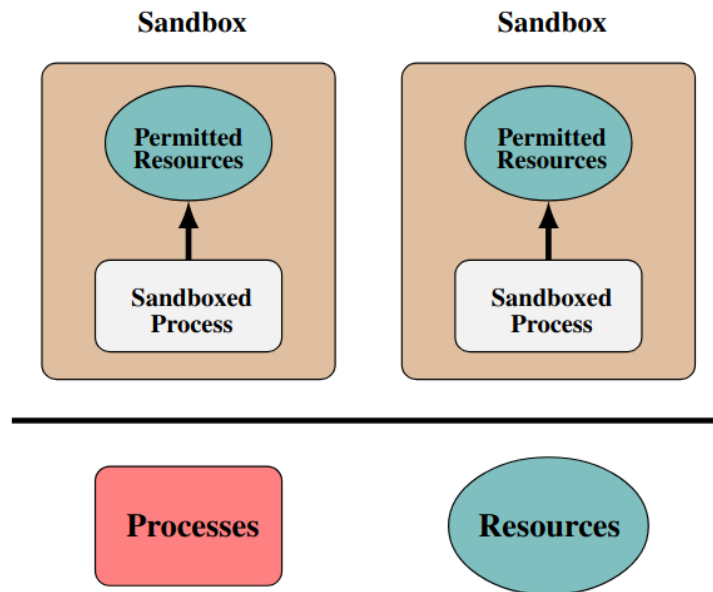 Sandbox
Sandbox
Permitted
Resources
Permitted
Resources
Sandboxed
Process
Sandboxed
Process
Processes
Resources